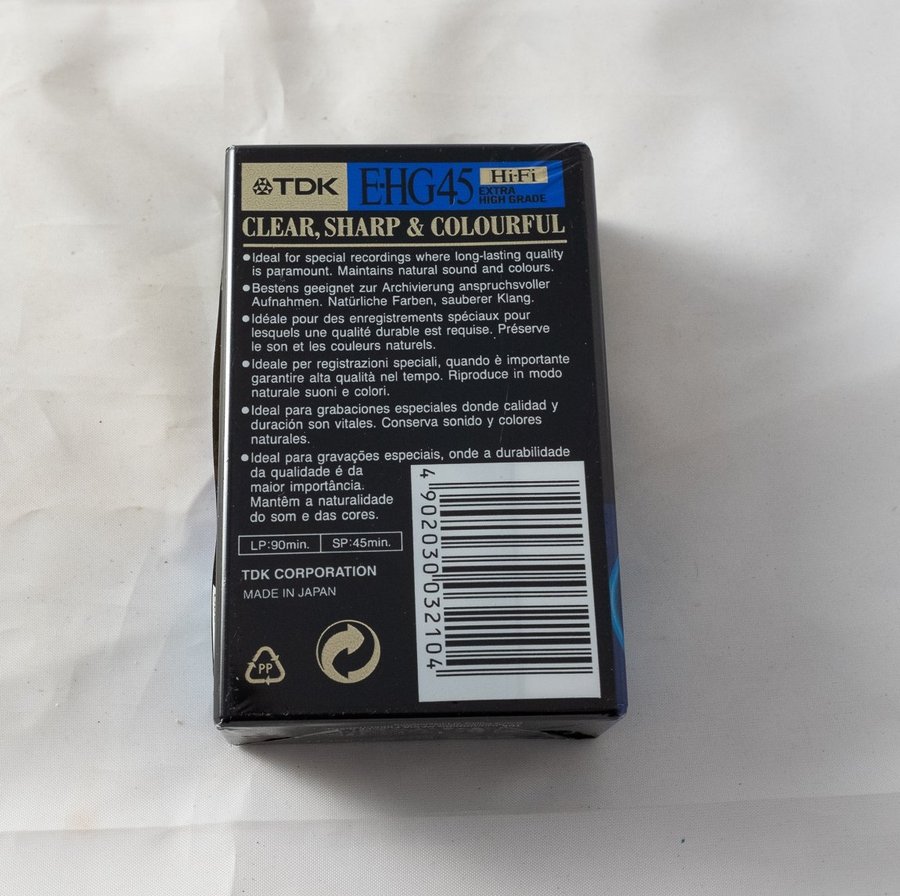 TDK E-HG45 Hi-Fi
EXTRA
HIGH GRADE
CLEAR, SHARP & COLOURFUL
●Ideal for special recordings where long-lasting quality
is paramount. Maintains natural sound and colours.
●Bestens geeignet zur Archivierung anspruchsvoller
Aufnahmen. Natürliche Farben, sauberer Klang.
●Idéale pour des enregistrements spéciaux pour
lesquels une qualité durable est requise. Préserve
le son et les couleurs naturels.
●Ideale per registrazioni speciali, quando è importante
garantire alta qualità nel tempo. Riproduce in modo
naturale suoni e colori.
●Ideal para grabaciones especiales donde calidad y
duración son vitales. Conserva sonido y colores
naturales.
●Ideal para gravações especiais, onde a durabilidade
da qualidade é da
maior importância.
Mantêm a naturalidade
do som e das cores.
LP:90min. SP:45min.
TDK CORPORATION
MADE IN JAPAN
PP
4 902030 032104